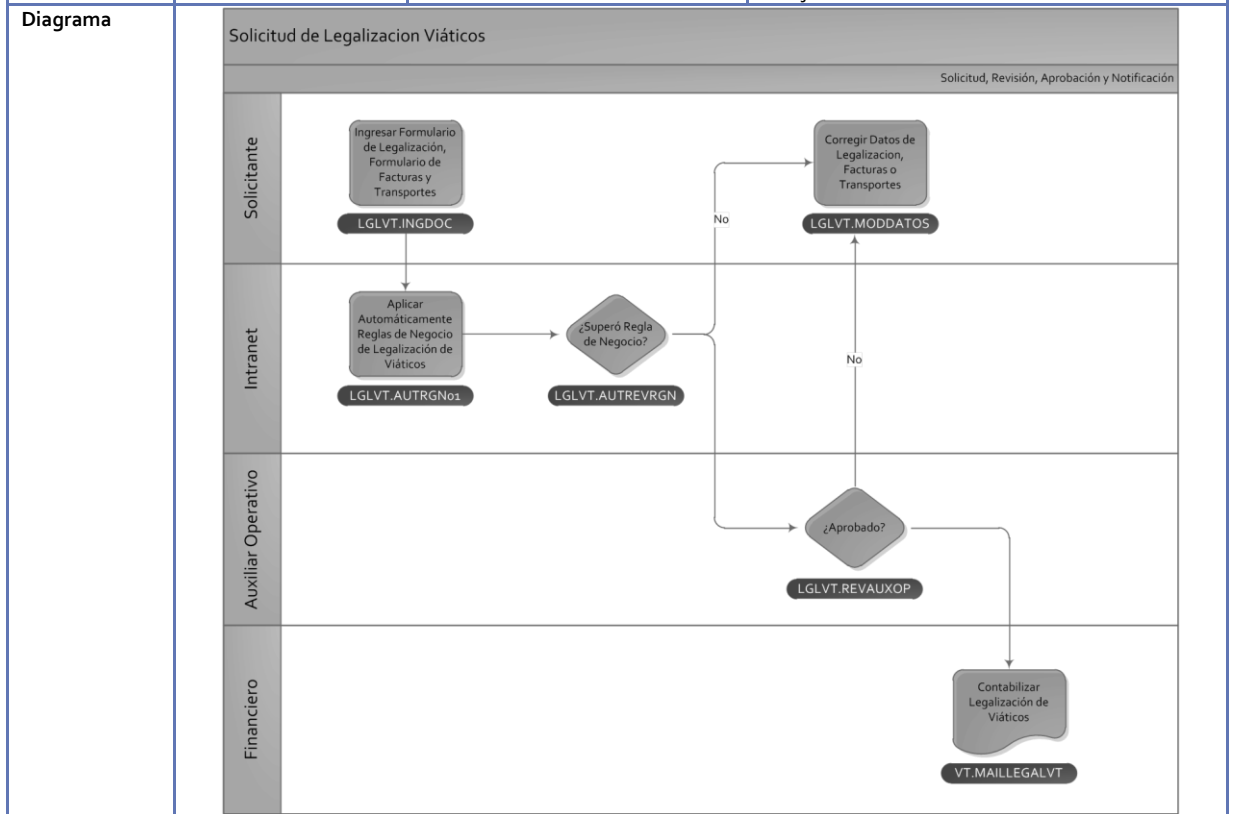 Diagrama
Solicitud de Legalizacion Viáticos
Solicitud, Revisión, Aprobación y Notificación
Solicitante
Ingresar Formulario
de Legalización,
Formulario de
Facturas y
Transportes
LGLVT.INGDOC
Corregir Datos de
Legalizacion,
Facturas o
Transportes
LGLVT.MODDATOS
No
Intranet
Aplicar
Automáticamente
Reglas de Negocio
de Legalización de
Viáticos
LGLVT.AUTRGN01
¿Superó Regla
de Negocio?
LGLVT.AUTREVRGN
No
Auxiliar Operativo
¿Aprobado?
LGLVT.REVAUXOP
Financiero
Contabilizar
Legalización de
Viáticos
VT.MAILLEGALVT